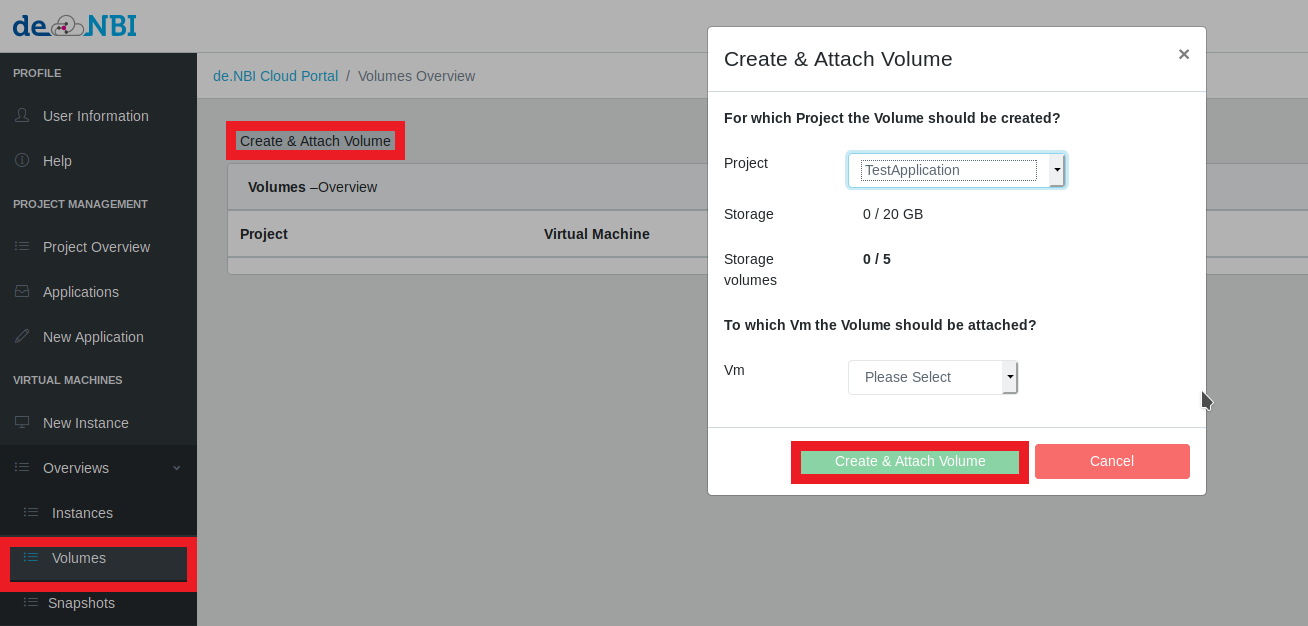 de.NBI
PROFILE
User Information
Help
PROJECT MANAGEMENT
Project Overview
Applications
New Application
VIRTUAL MACHINES
New Instance
Overviews
Instances
Volumes
Snapshots
de.NBI Cloud Portal / Volumes Overview
Create & Attach Volume
Volumes –Overview
Project Virtual Machine
Create & Attach Volume ×
For which Project the Volume should be created?
Project TestApplication
Storage 0 / 20 GB
Storage 0 / 5
volumes
To which Vm the Volume should be attached?
Vm Please Select
Create & Attach Volume Cancel